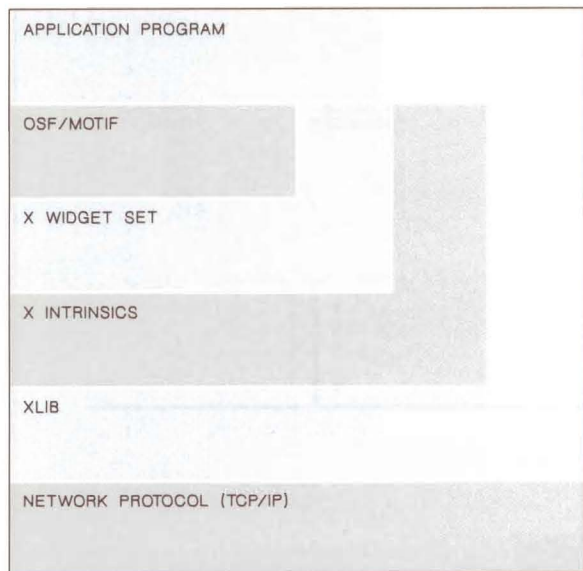 APPLICATION PROGRAM
OSF/MOTIF
X WIDGET SET
X INTRINSICS
XLIB
NETWORK PROTOCOL (TCP/IP)